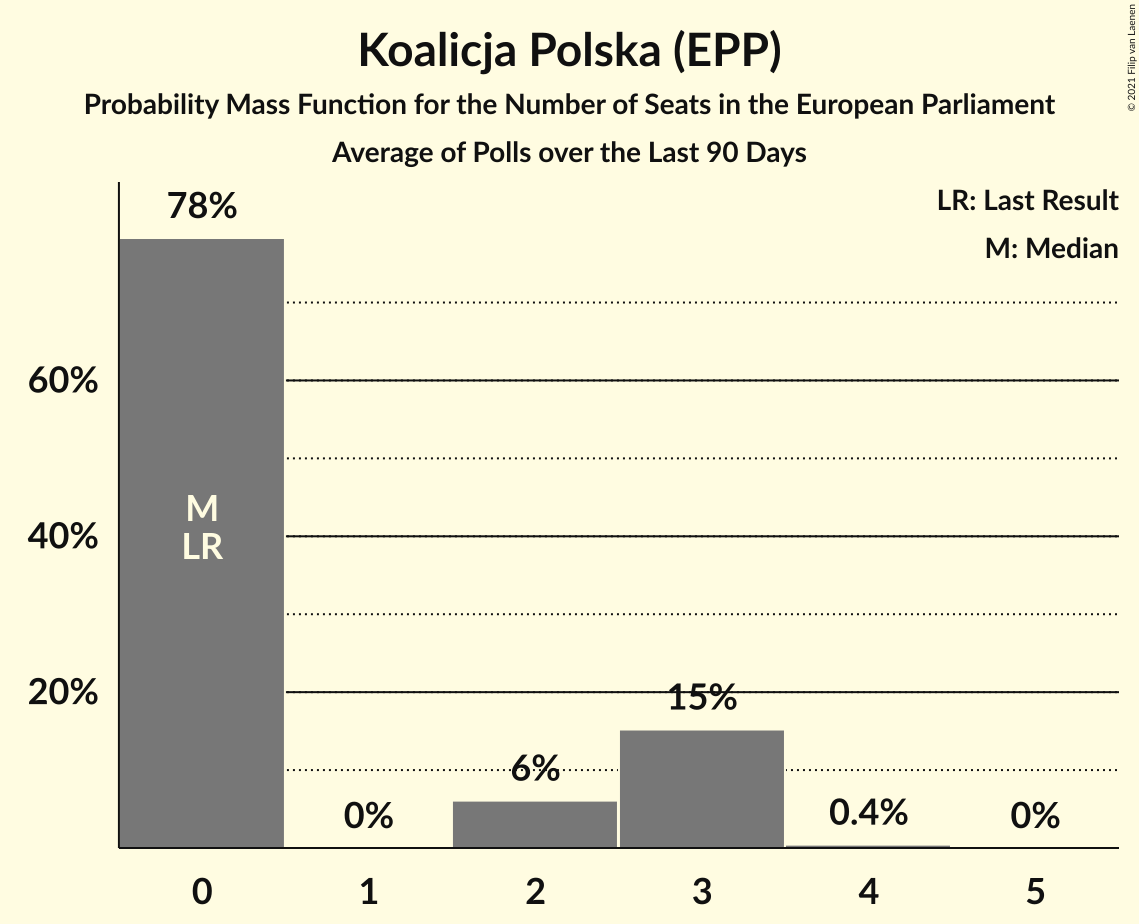 Koalicja Polska (EPP)
Probability Mass Function for the Number of Seats in the European Parliament
Average of Polls over the Last 90 Days
© 2021 Filip van Laenen
LR: Last Result
M: Median
78%
60%
40%
20%
M
LR
0%
6%
15%
0.4%
0%
0
1
2
3
4
5